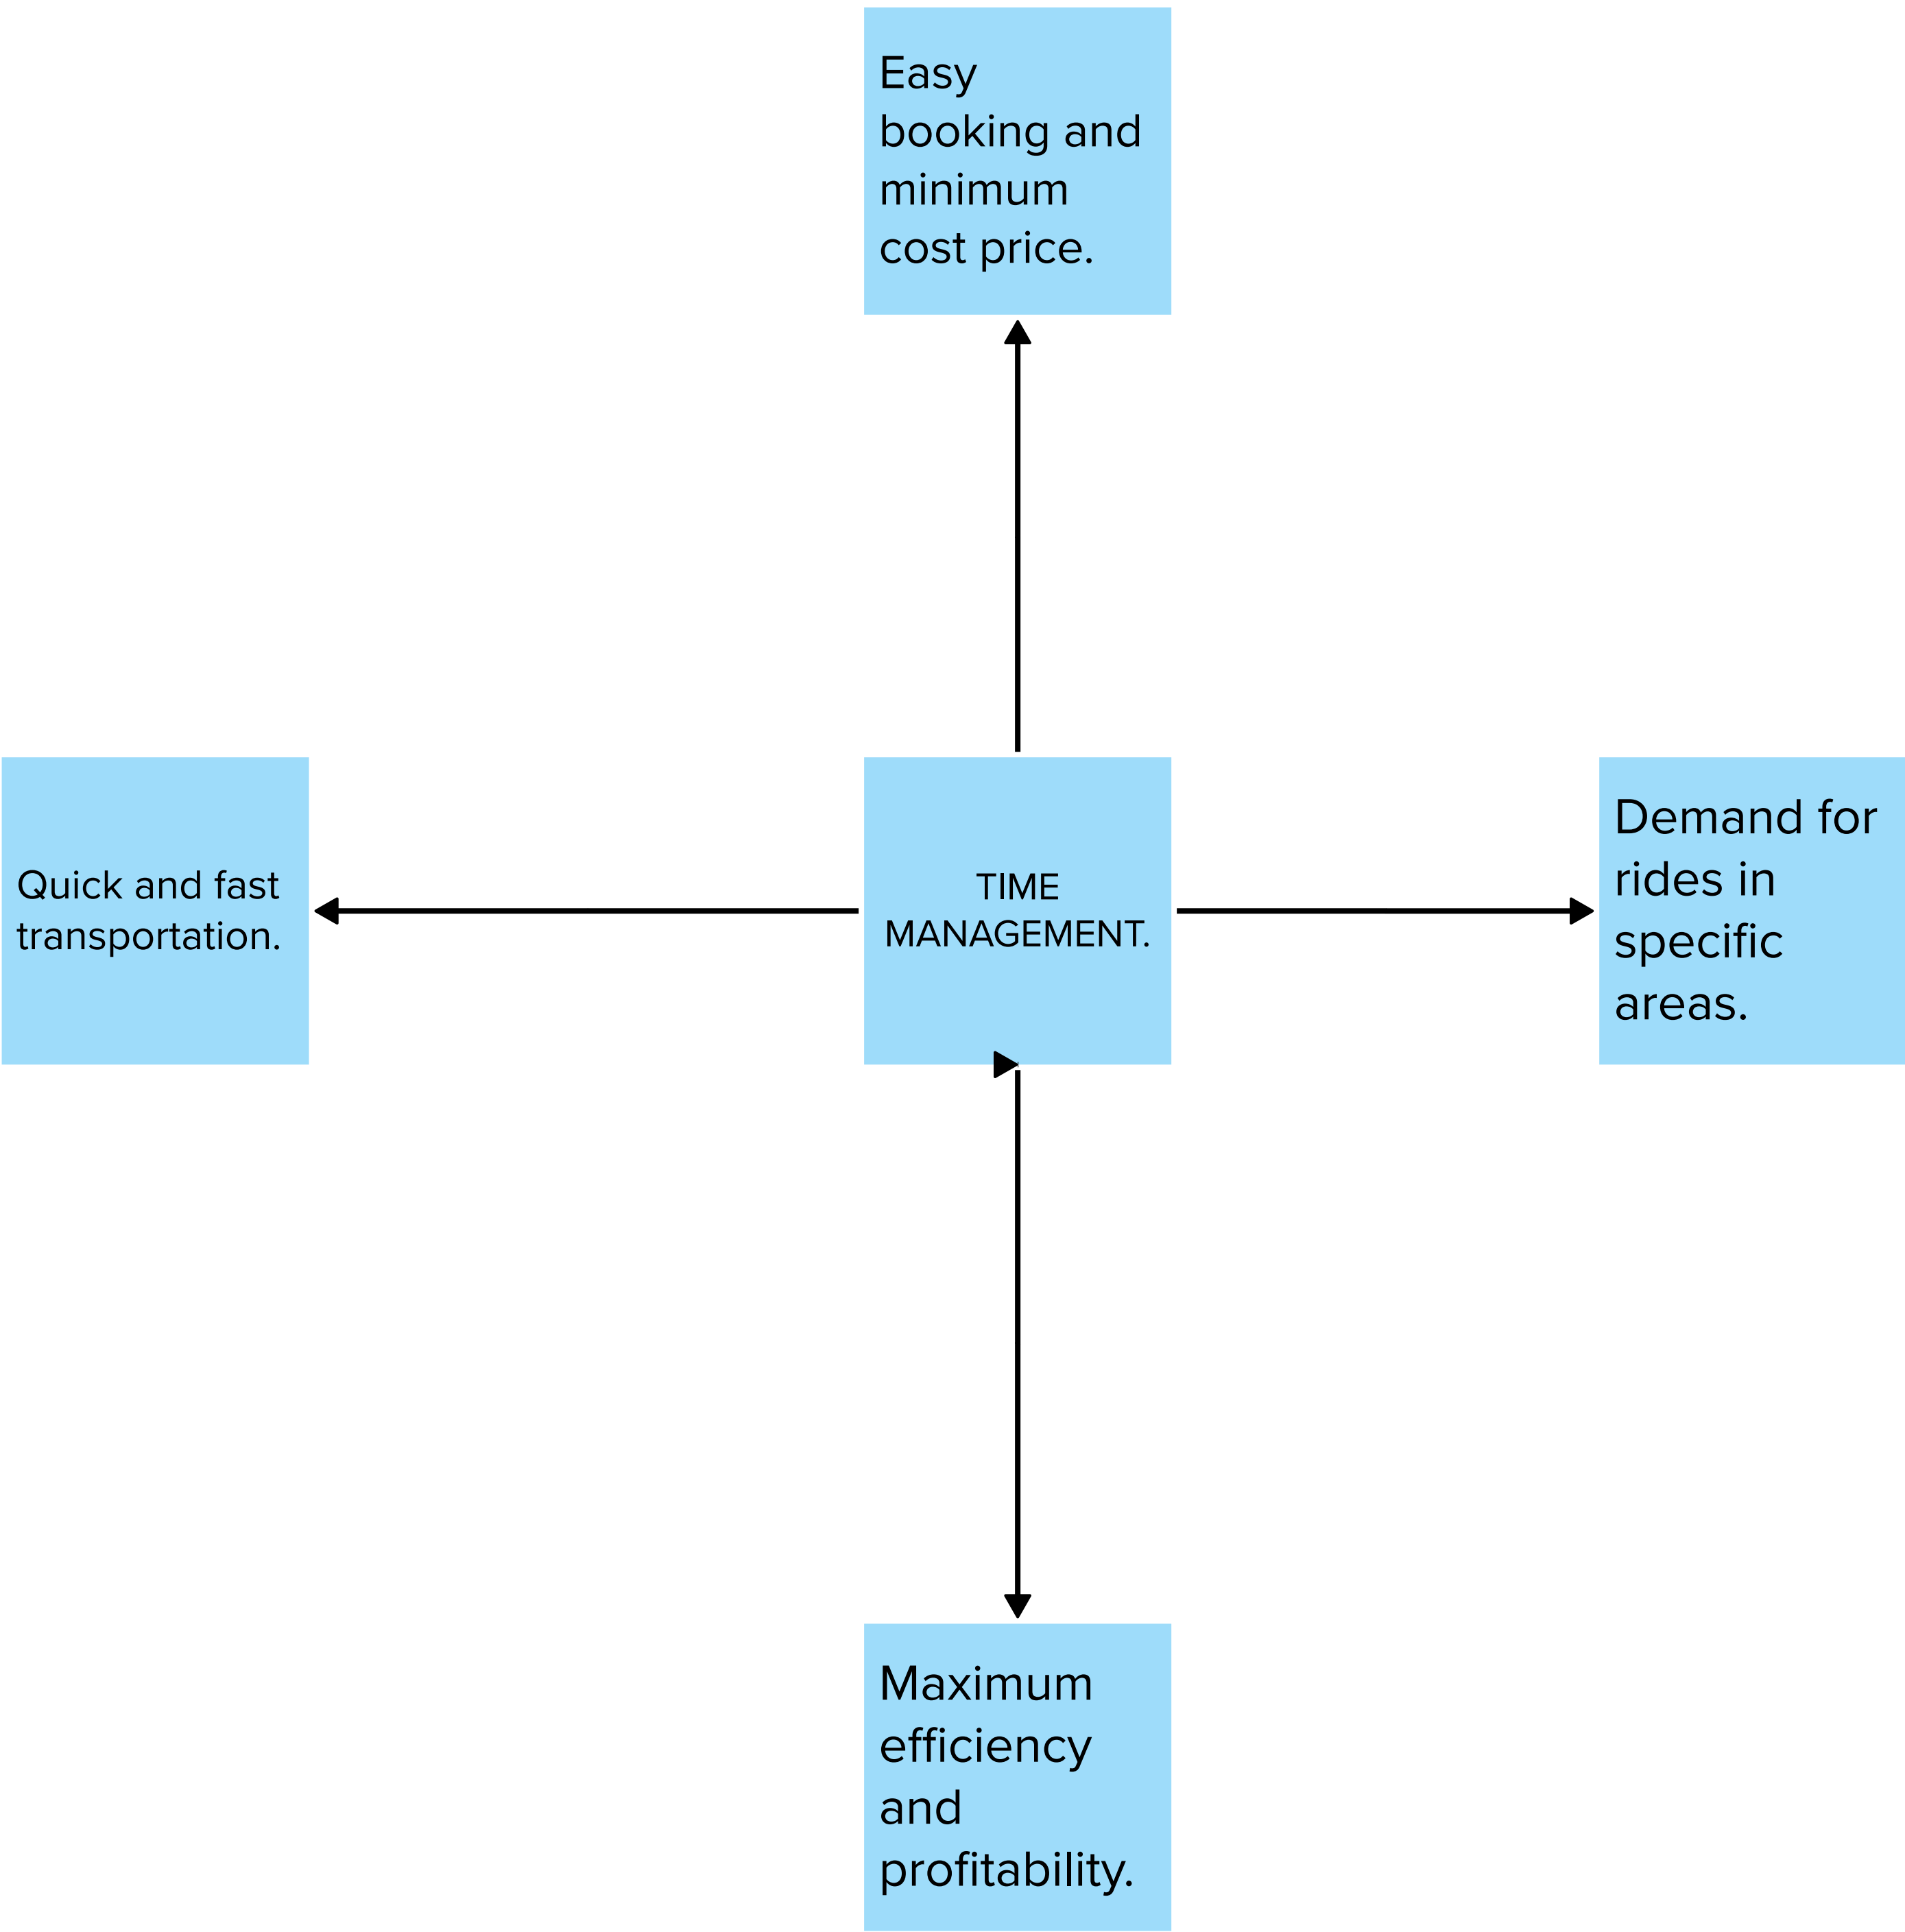 Easy
booking and
minimum
cost price.
Quick and fast
transportation.
TIME
MANAGEMENT.
Demand for
rides in
specific
areas.
Maximum
efficiency
and
profitability.